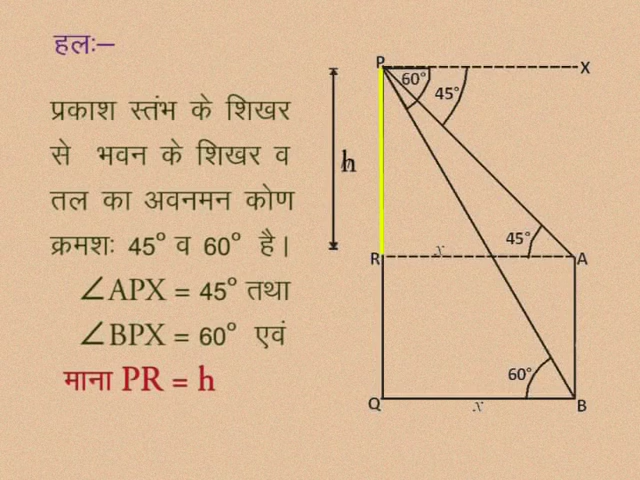 हलः–
प्रकाश स्तंभ के शिखर
से भवन के शिखर व
तल का अवनमन कोण
क्रमशः 45° व 60° है।
∠APX = 45° तथा
∠BPX = 60° एवं
माना PR = h
P
X
60°
45°
h
R
x
45°
A
60°
Q
x
B